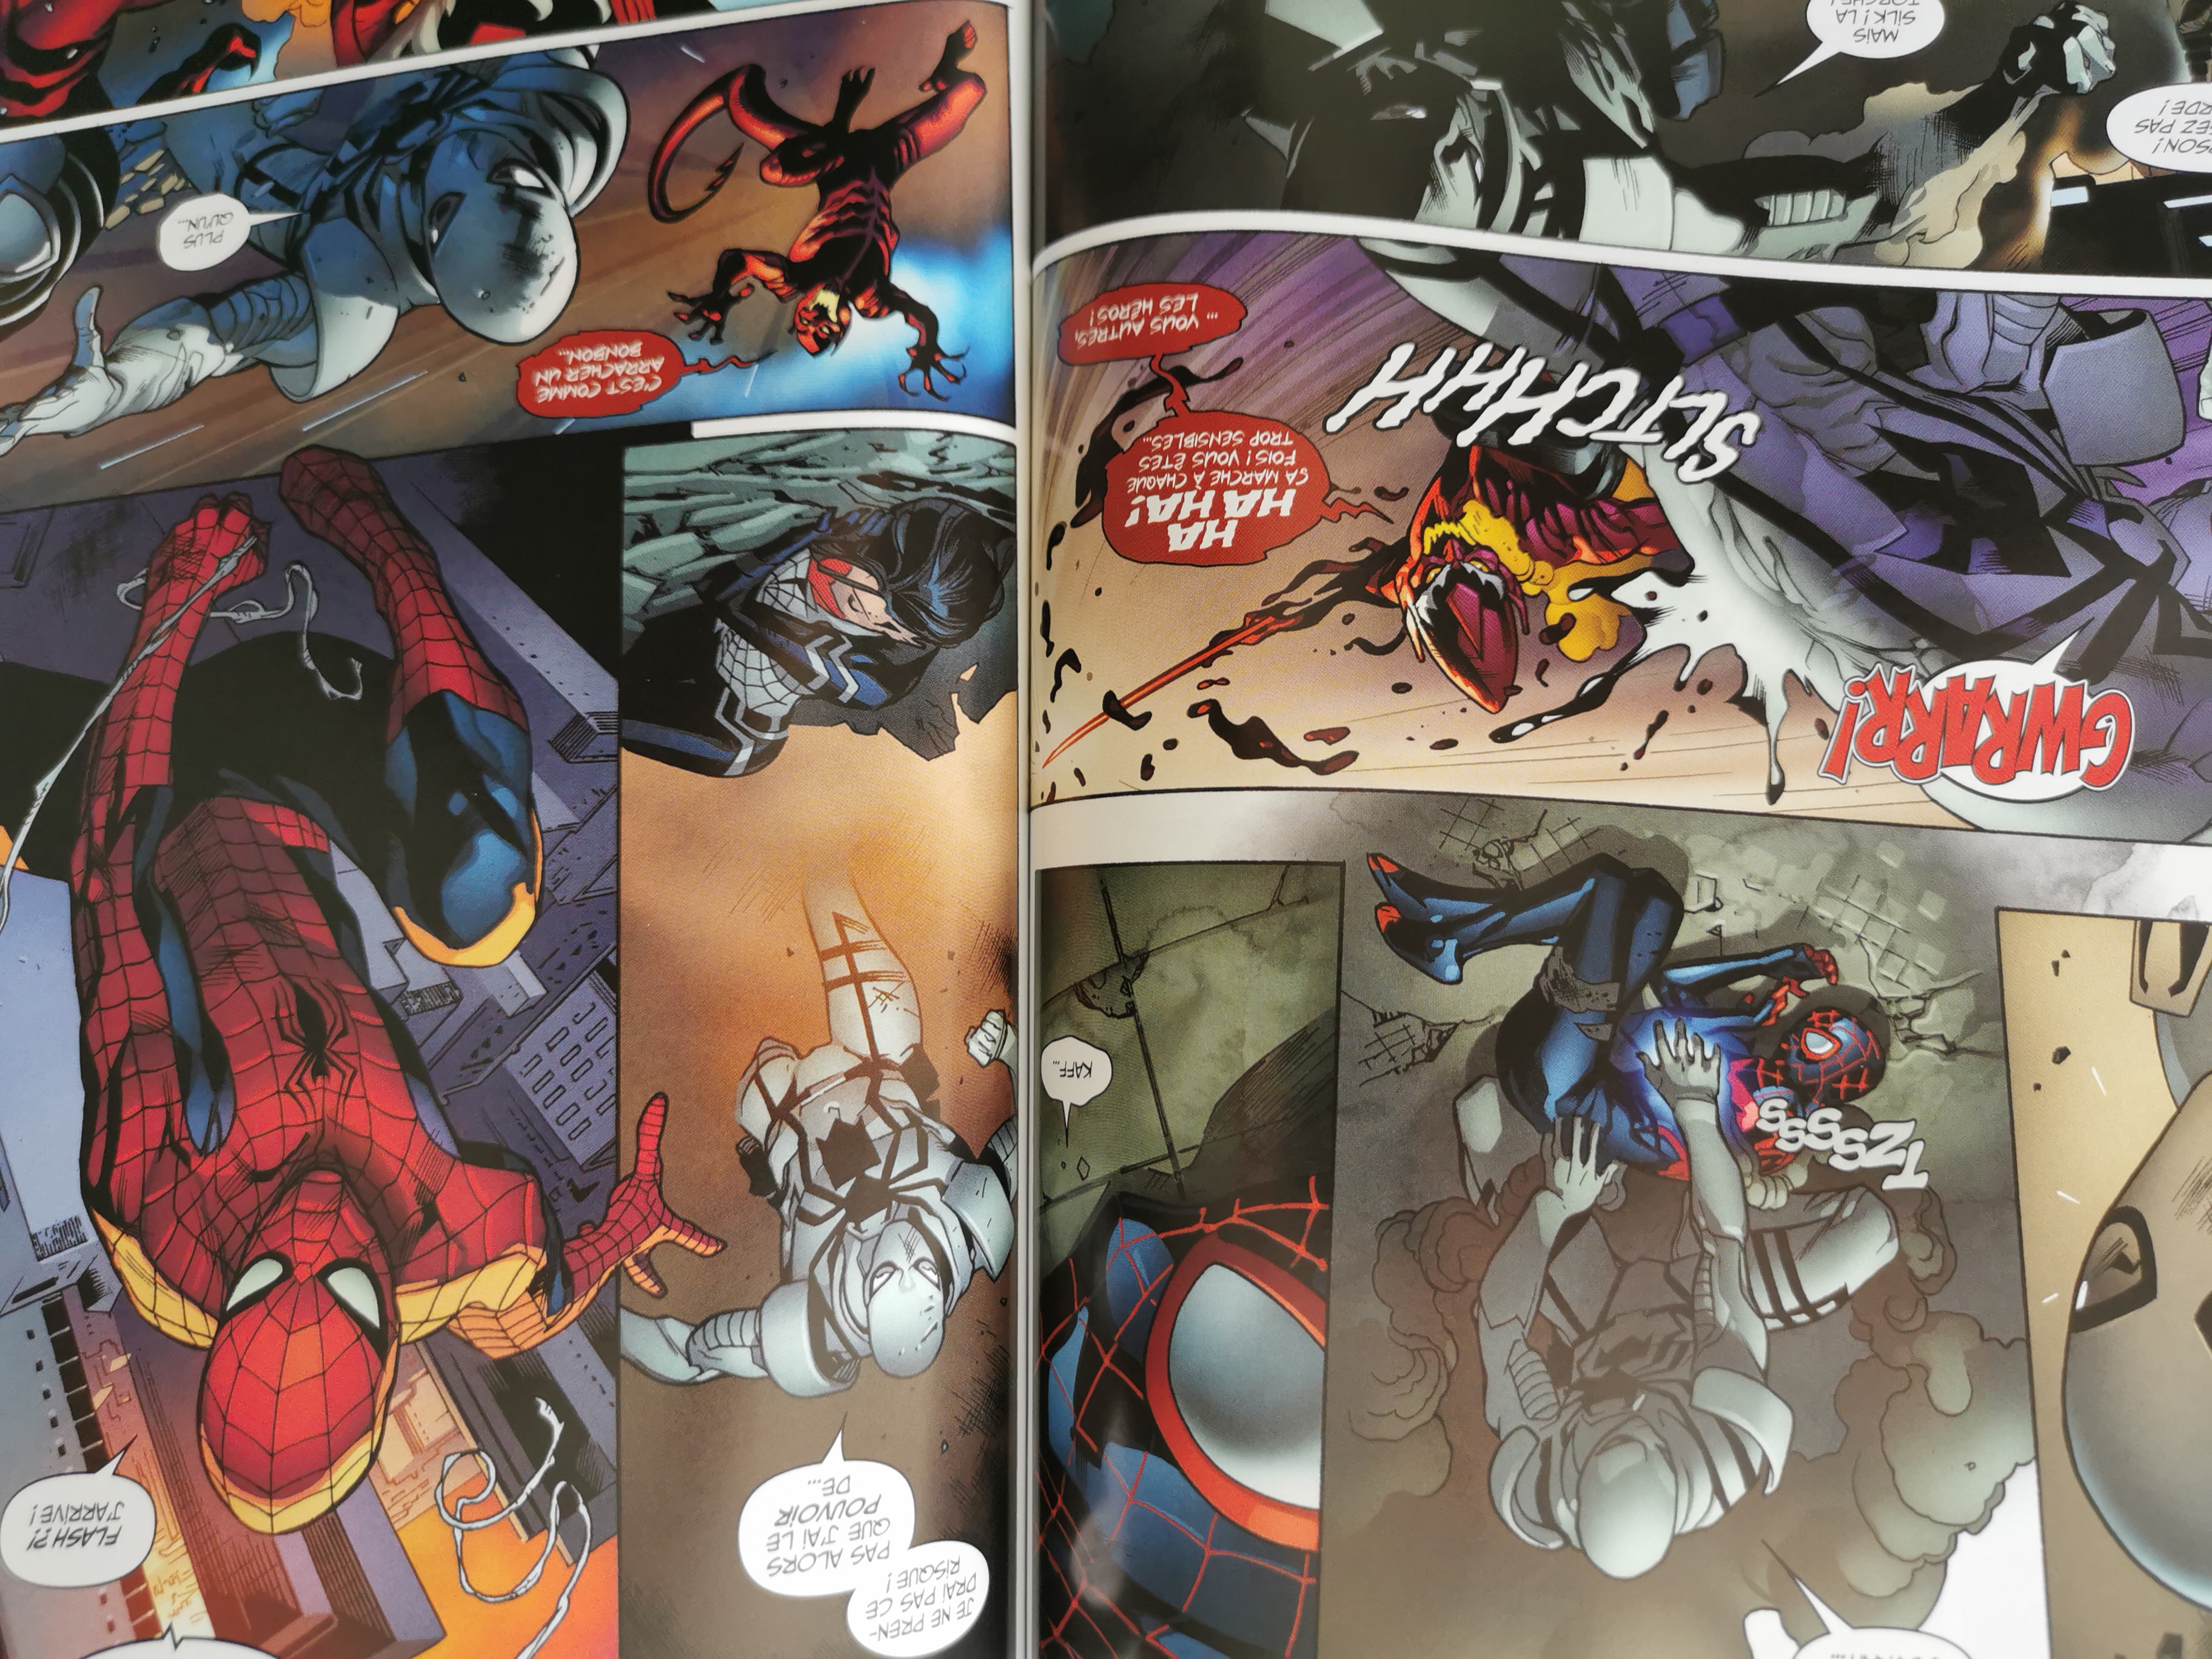 TZSSSS
KAFF...
GWRARR!
SLTCHHH
HA
HA HA!
ÇA MARCHE À CHAQUE
FOIS ! VOUS ÊTES
TROP SENSIBLES...
... VOUS AUTRES,
LES HÉROS !
PAS
MAIS
SILK ! LA
TORCHE !
JE NE PREN-
DRAI PAS CE
RISQUE !
PAS ALORS
QUE J'AI LE
POUVOIR
DE...
FLASH ?!
J'ARRIVE !
C'EST COMME
ARRACHER UN
BONBON...
PLUS
QU'UN...